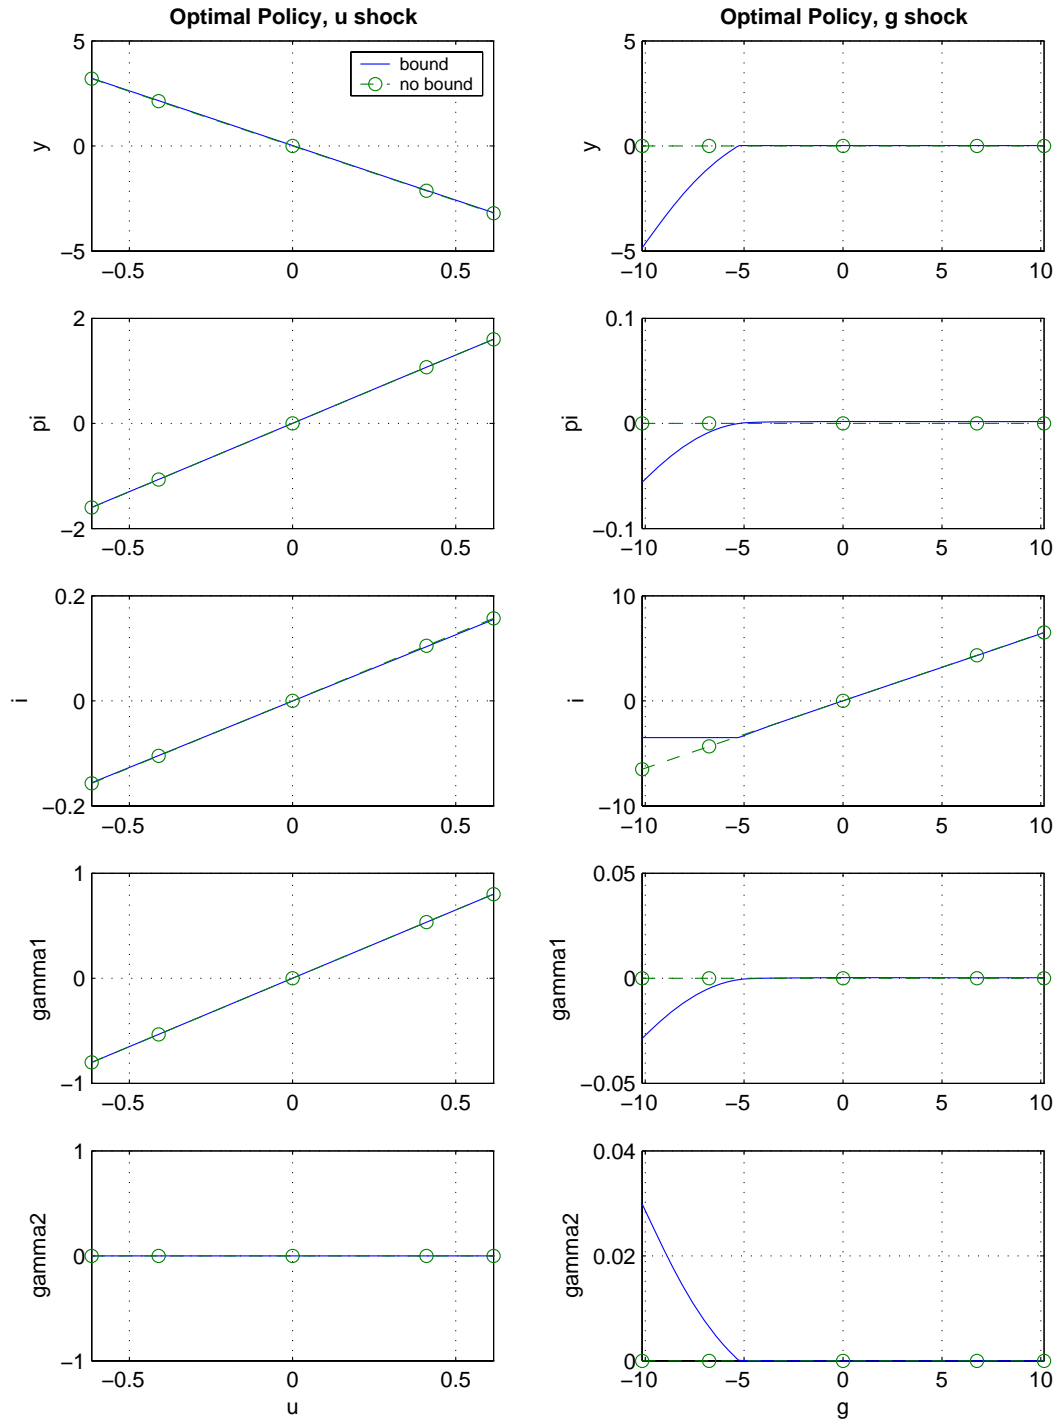 Optimal Policy, u shock
5
0
−5
y
bound
no bound
−0.5 0 0.5
u
Optimal Policy, g shock
5
0
−5
y
−10 −5 0 5 10
g
2
0
−2
pi
−0.5 0 0.5
0.1
0
−0.1
pi
−10 −5 0 5 10
0.2
0
−0.2
i
−0.5 0 0.5
10
0
−10
i
−10 −5 0 5 10
1
0
−1
gamma1
−0.5 0 0.5
0.05
0
−0.05
gamma1
−10 −5 0 5 10
1
0
−1
gamma2
−0.5 0 0.5
u
0.04
0.02
0
gamma2
−10 −5 0 5 10
g